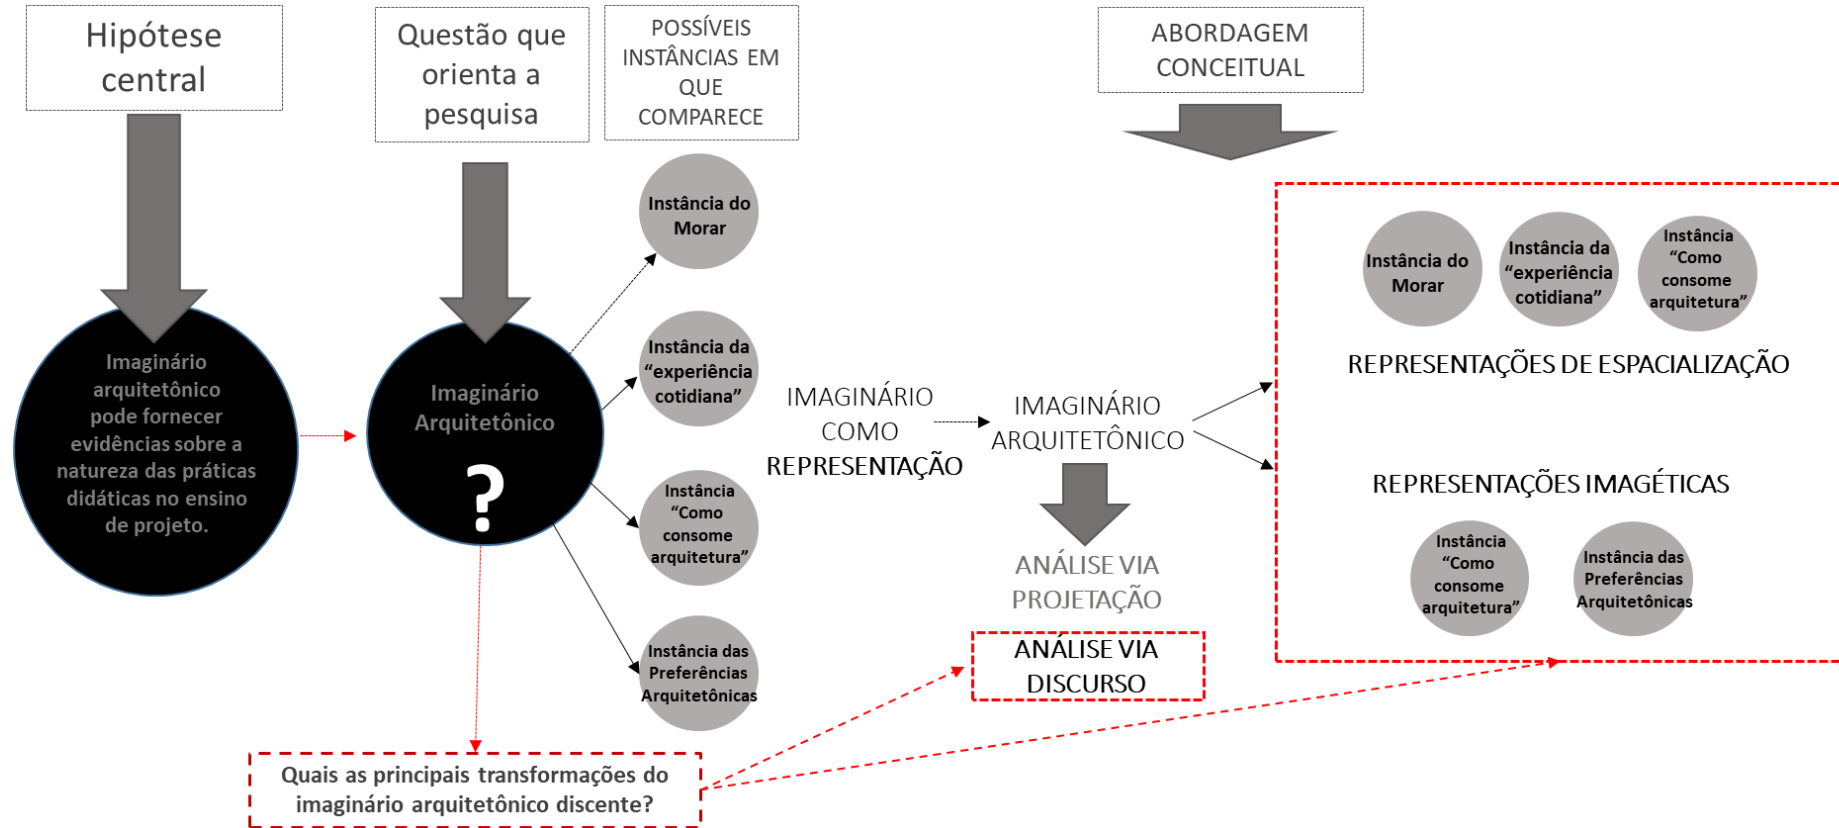 Hipótese
central
Questão que
orienta a
pesquisa
POSSÍVEIS
INSTÂNCIAS EM
QUE
COMPARECE
ABORDAGEM
CONCEITUAL
Imaginário
arquitetônico
pode fornecer
evidências sobre a
natureza das práticas
didáticas no ensino
de projeto.
Imaginário
Arquitetônico
?
Instância do
Morar
Instância da
“experiência
cotidiana”
Instância
“Como
consome
arquitetura”
Instância das
Preferências
Arquitetônicas
IMAGINÁRIO
COMO
REPRESENTAÇÃO
IMAGINÁRIO
ARQUITETÔNICO
ANÁLISE VIA
PROJETAÇÃO
ANÁLISE VIA
DISCURSO
Instância do
Morar
Instância da
“experiência
cotidiana”
Instância
“Como
consome
arquitetura”
REPRESENTAÇÕES DE ESPACIALIZAÇÃO
REPRESENTAÇÕES IMAGÉTICAS
Instância
“Como
consome
arquitetura”
Instância das
Preferências
Arquitetônicas
Quais as principais transformações do
imaginário arquitetônico discente?